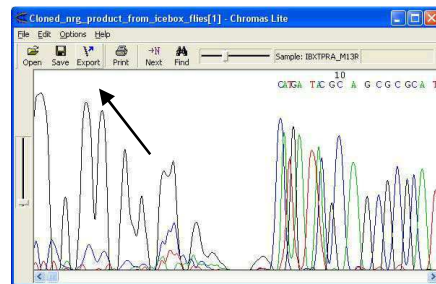 Cloned_nrg_product_from_icebox_flies[1] - Chromas Lite
File Edit Options Help
Open Save Export Print Next Find Sample: IBXTPRA_M13R
10
CATGA TACGC A GCGCGCA T